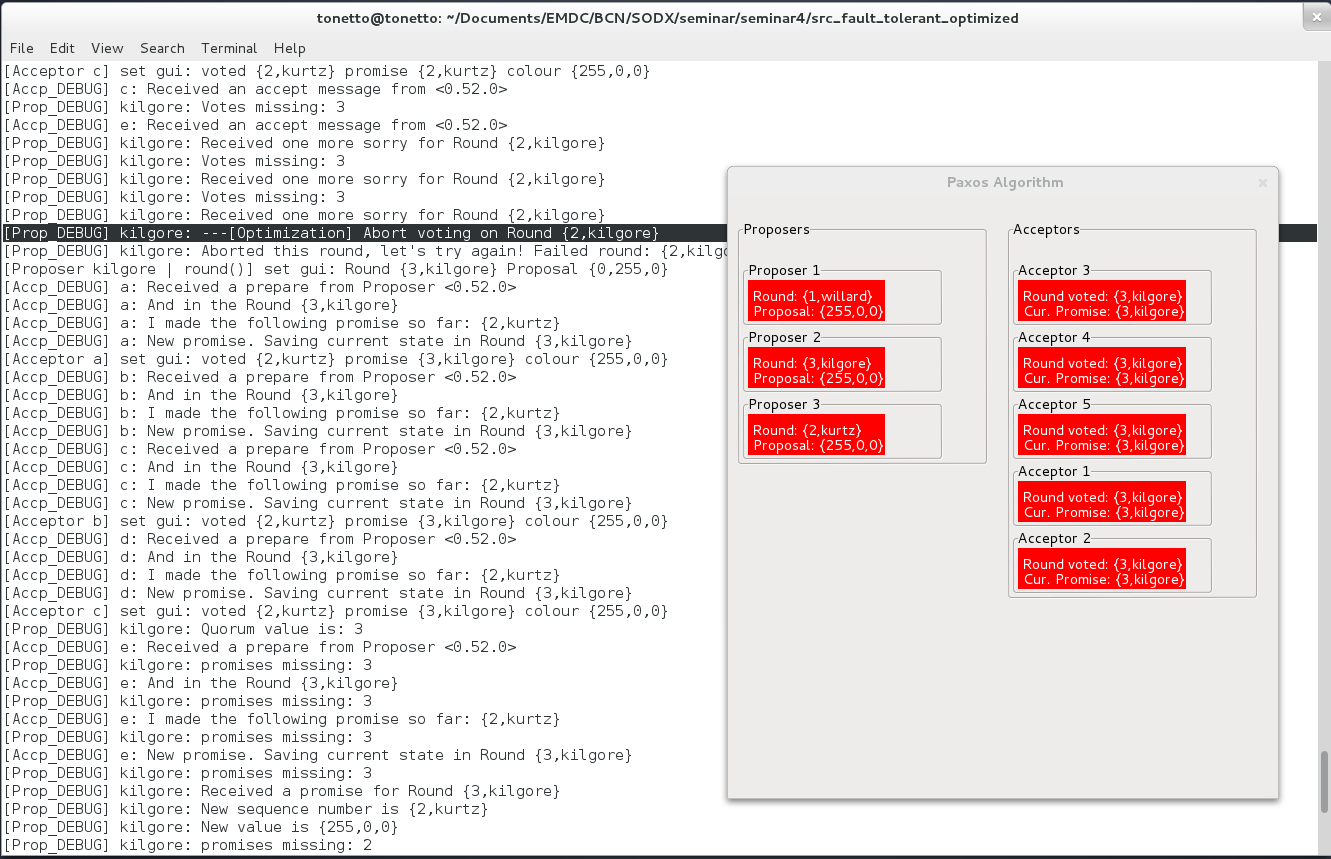 tonetto@tonetto: ~/Documents/EMDC/BCN/SODX/seminar/seminar4/src_fault_tolerant_optimized
File Edit View Search Terminal Help
[Acceptor c] set gui: voted {2,kurtz} promise {2,kurtz} colour {255,0,0}
[Accp_DEBUG] c: Received an accept message from <0.52.0>
[Prop_DEBUG] kilgore: Votes missing: 3
[Accp_DEBUG] e: Received an accept message from <0.52.0>
[Prop_DEBUG] kilgore: Received one more sorry for Round {2,kilgore}
[Prop_DEBUG] kilgore: Votes missing: 3
[Prop_DEBUG] kilgore: Received one more sorry for Round {2,kilgore}
[Prop_DEBUG] kilgore: Votes missing: 3
[Prop_DEBUG] kilgore: Received one more sorry for Round {2,kilgore}
[Prop_DEBUG] kilgore: ---[Optimization] Abort voting on Round {2,kilgore}
[Prop_DEBUG] kilgore: Aborted this round, let's try again! Failed round: {2,kilgo
[Proposer kilgore | round()] set gui: Round {3,kilgore} Proposal {0,255,0}
[Accp_DEBUG] a: Received a prepare from Proposer <0.52.0>
[Accp_DEBUG] a: And in the Round {3,kilgore}
[Accp_DEBUG] a: I made the following promise so far: {2,kurtz}
[Accp_DEBUG] a: New promise. Saving current state in Round {3,kilgore}
[Acceptor a] set gui: voted {2,kurtz} promise {3,kilgore} colour {255,0,0}
[Accp_DEBUG] b: Received a prepare from Proposer <0.52.0>
[Accp_DEBUG] b: And in the Round {3,kilgore}
[Accp_DEBUG] b: I made the following promise so far: {2,kurtz}
[Accp_DEBUG] b: New promise. Saving current state in Round {3,kilgore}
[Accp_DEBUG] c: Received a prepare from Proposer <0.52.0>
[Accp_DEBUG] c: And in the Round {3,kilgore}
[Accp_DEBUG] c: I made the following promise so far: {2,kurtz}
[Accp_DEBUG] c: New promise. Saving current state in Round {3,kilgore}
[Acceptor b] set gui: voted {2,kurtz} promise {3,kilgore} colour {255,0,0}
[Accp_DEBUG] d: Received a prepare from Proposer <0.52.0>
[Accp_DEBUG] d: And in the Round {3,kilgore}
[Accp_DEBUG] d: I made the following promise so far: {2,kurtz}
[Accp_DEBUG] d: New promise. Saving current state in Round {3,kilgore}
[Acceptor c] set gui: voted {2,kurtz} promise {3,kilgore} colour {255,0,0}
[Prop_DEBUG] kilgore: Quorum value is: 3
[Accp_DEBUG] e: Received a prepare from Proposer <0.52.0>
[Prop_DEBUG] kilgore: promises missing: 3
[Accp_DEBUG] e: And in the Round {3,kilgore}
[Prop_DEBUG] kilgore: promises missing: 3
[Accp_DEBUG] e: I made the following promise so far: {2,kurtz}
[Prop_DEBUG] kilgore: promises missing: 3
[Accp_DEBUG] e: New promise. Saving current state in Round {3,kilgore}
[Prop_DEBUG] kilgore: promises missing: 3
[Prop_DEBUG] kilgore: Received a promise for Round {3,kilgore}
[Prop_DEBUG] kilgore: New sequence number is {2,kurtz}
[Prop_DEBUG] kilgore: New value is {255,0,0}
[Prop_DEBUG] kilgore: promises missing: 2
Paxos Algorithm
Proposers
Proposer 1
Round: {1,willard}
Proposal: {255,0,0}
Proposer 2
Round: {3,kilgore}
Proposal: {255,0,0}
Proposer 3
Round: {2,kurtz}
Proposal: {255,0,0}
Acceptors
Acceptor 3
Round voted: {3,kilgore}
Cur. Promise: {3,kilgore}
Acceptor 4
Round voted: {3,kilgore}
Cur. Promise: {3,kilgore}
Acceptor 5
Round voted: {3,kilgore}
Cur. Promise: {3,kilgore}
Acceptor 1
Round voted: {3,kilgore}
Cur. Promise: {3,kilgore}
Acceptor 2
Round voted: {3,kilgore}
Cur. Promise: {3,kilgore}